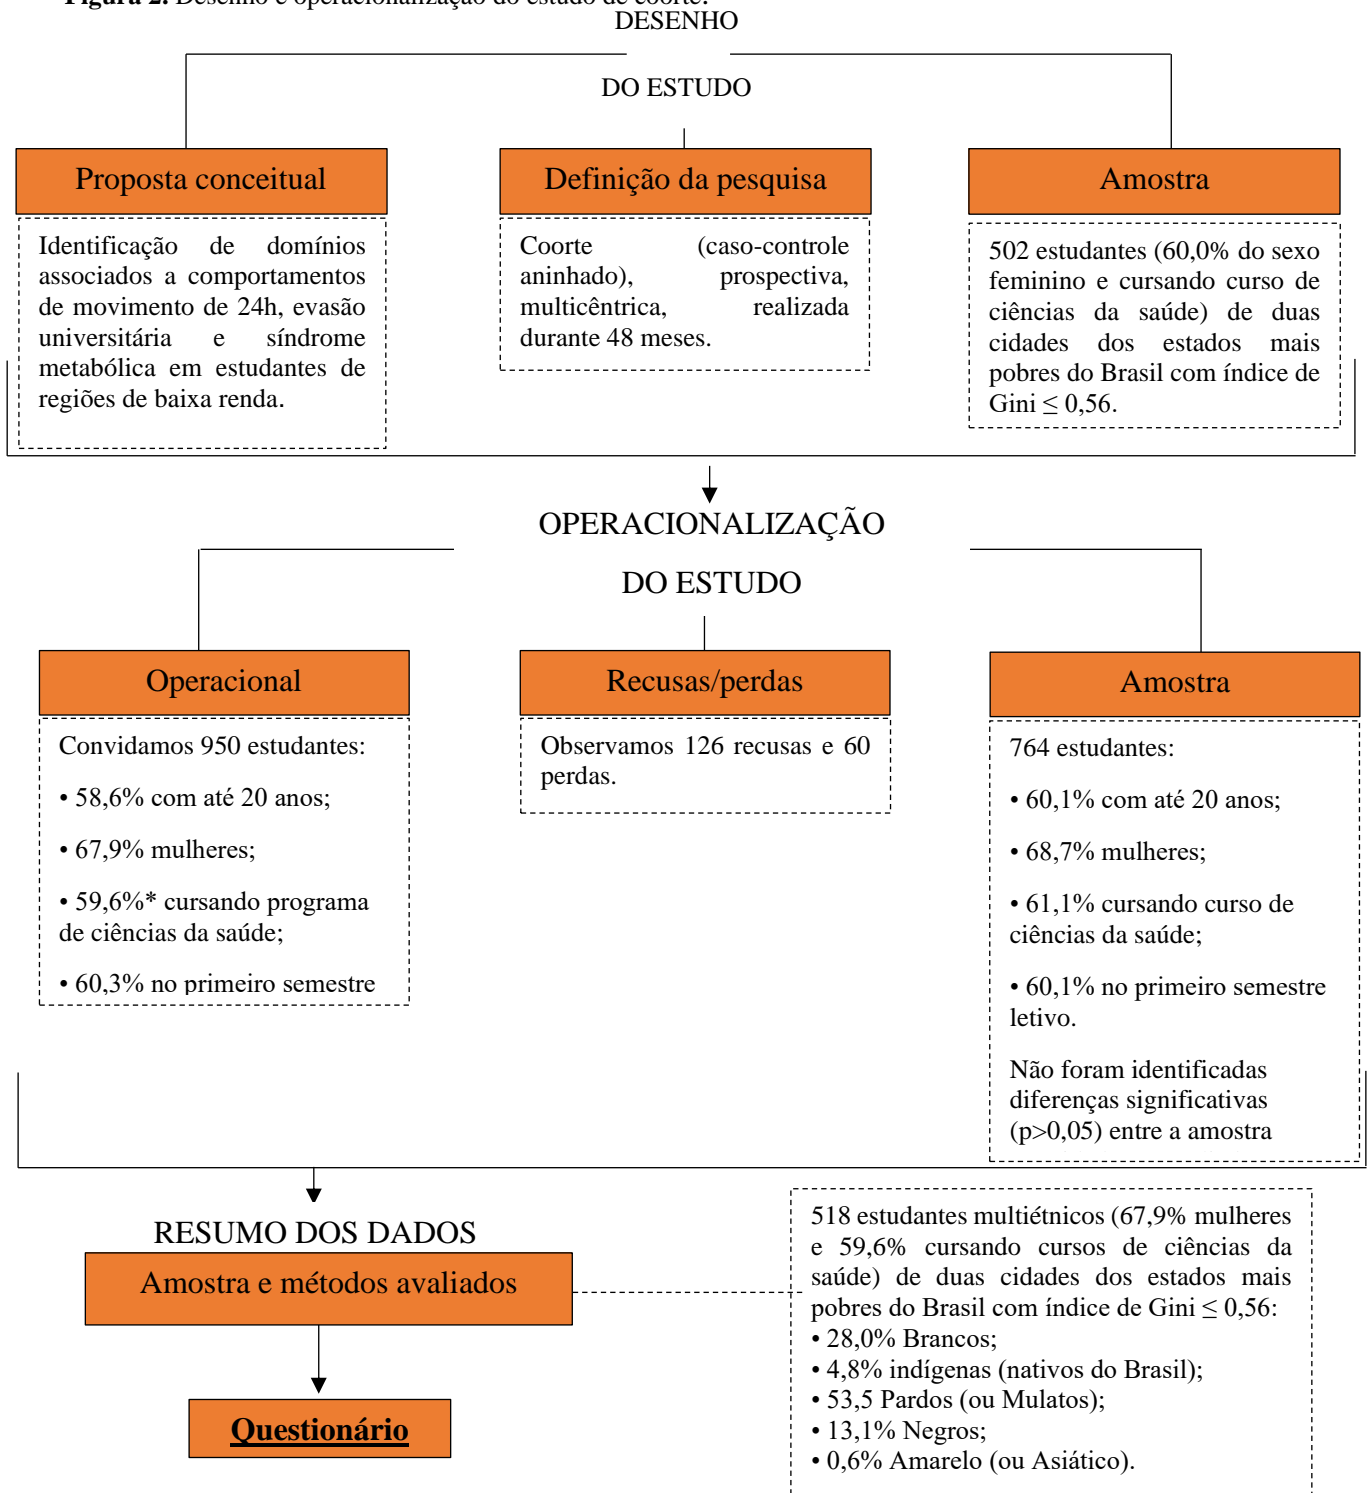 Figura 2. Desenho e operacionalização do estudo de coorte.
DESENHO
DO ESTUDO
Proposta conceitual
Identificação de domínios
associados a comportamentos
de movimento de 24h, evasão
universitária e síndrome
metabólica em estudantes de
regiões de baixa renda.
Definição da pesquisa
Coorte (caso-controle
aninhado), prospectiva,
multicêntrica, realizada
durante 48 meses.
Amostra
502 estudantes (60,0% do sexo
feminino e cursando curso de
ciências da saúde) de duas
cidades dos estados mais
pobres do Brasil com índice de
Gini ≤ 0,56.
OPERACIONALIZAÇÃO
DO ESTUDO
Operacional
Convidamos 950 estudantes:
• 58,6% com até 20 anos;
• 67,9% mulheres;
• 59,6%* cursando programa
de ciências da saúde;
• 60,3% no primeiro semestre
Recusas/perdas
Observamos 126 recusas e 60
perdas.
Amostra
764 estudantes:
• 60,1% com até 20 anos;
• 68,7% mulheres;
• 61,1% cursando curso de
ciências da saúde;
• 60,1% no primeiro semestre
letivo.
Não foram identificadas
diferenças significativas
(p>0,05) entre a amostra
RESUMO DOS DADOS
Amostra e métodos avaliados
Questionário
518 estudantes multiétnicos (67,9% mulheres
e 59,6% cursando cursos de ciências da
saúde) de duas cidades dos estados mais
pobres do Brasil com índice de Gini ≤ 0,56:
• 28,0% Brancos;
• 4,8% indígenas (nativos do Brasil);
• 53,5 Pardos (ou Mulatos);
• 13,1% Negros;
• 0,6% Amarelo (ou Asiático).